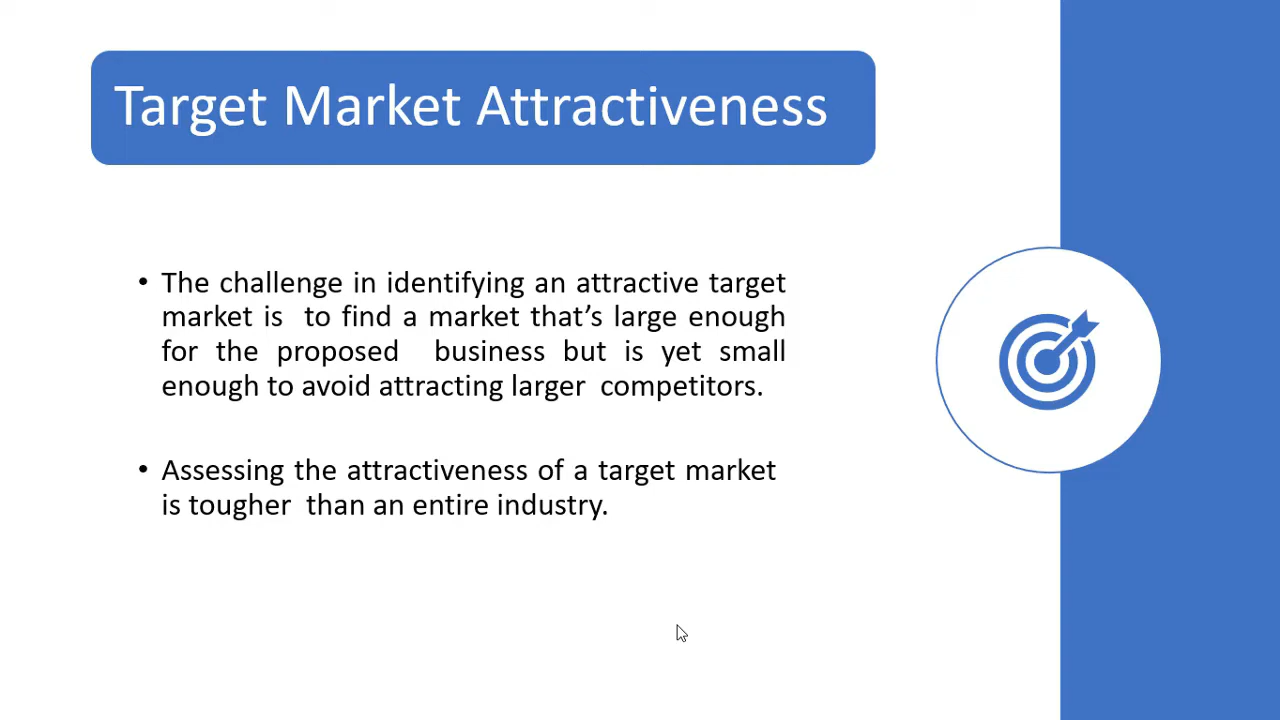 Target Market Attractiveness
• The challenge in identifying an attractive target
market is  to find a market that’s large enough
for the proposed  business but is yet small
enough to avoid attracting larger  competitors.
• Assessing the attractiveness of a target market
is tougher  than an entire industry.